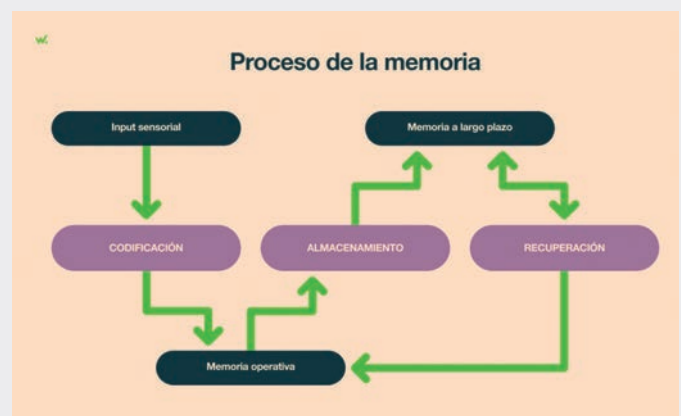 w.
Proceso de la memoria
Input sensorial
Memoria a largo plazo
CODIFICACIÓN
ALMACENAMIENTO
RECUPERACIÓN
Memoria operativa